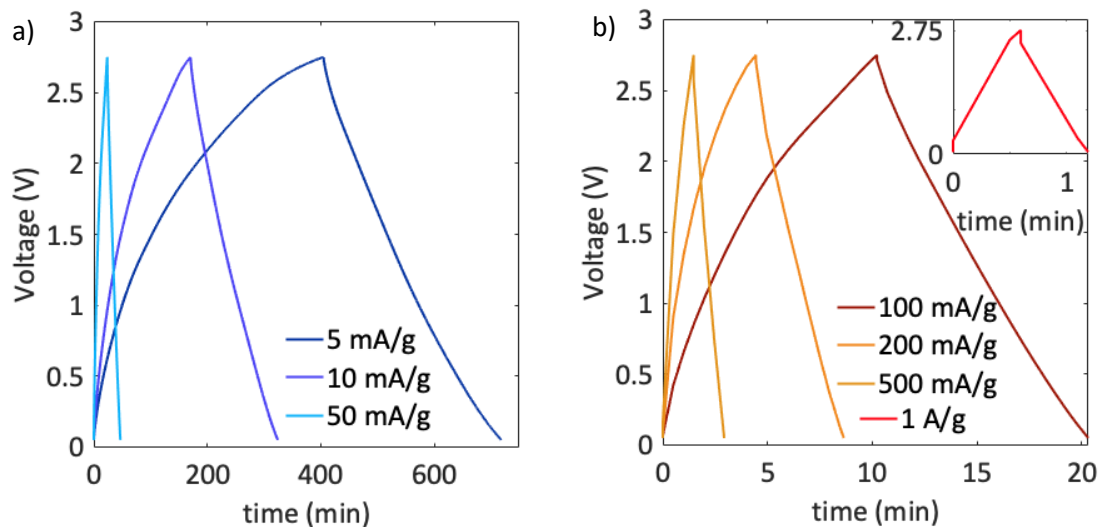 a)
3
2.5
2
1.5
1
0.5
0
Voltage (V)
5 mA/g
10 mA/g
50 mA/g
0 200 400 600
time (min)
b)
3
2.5
2
1.5
1
0.5
0
Voltage (V)
2.75
0
0 1
time (min)
100 mA/g
200 mA/g
500 mA/g
1 A/g
0 5 10 15 20
time (min)